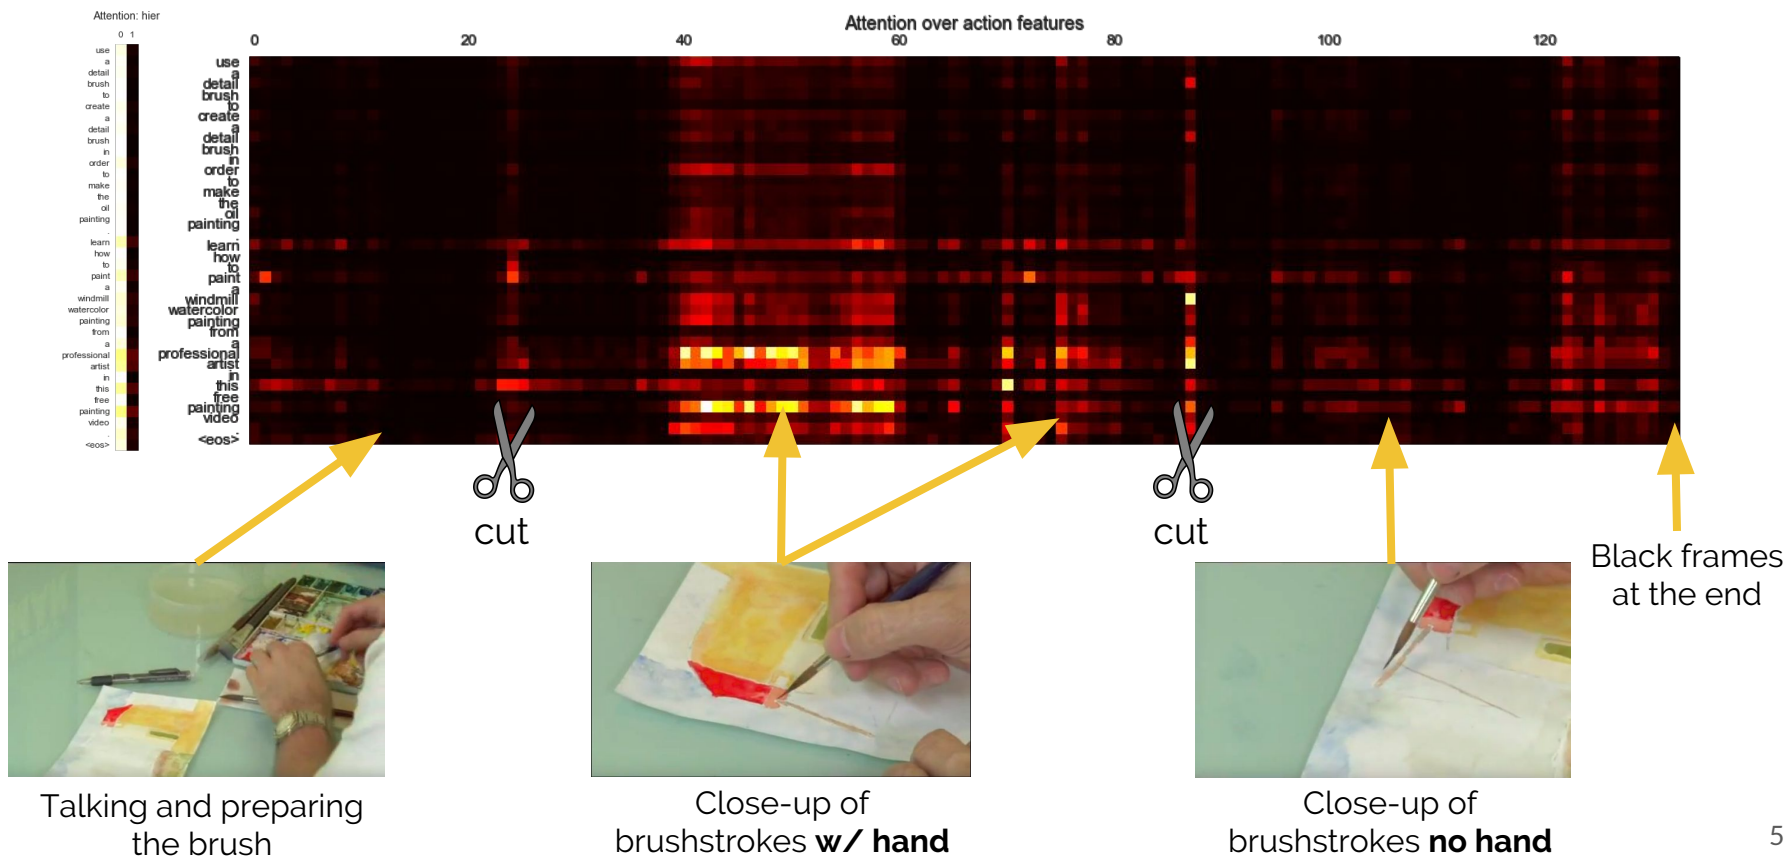 Attention: hier
0 1
use
a
detail
brush
to
create
a
detail
brush
in
order
to
make
the
oil
painting
.
learn
how
to
paint
a
windmill
watercolor
painting
from
a
professional
artist
in
this
free
painting
video
.
<eos>
Attention over action features
0 20 40 60 80 100 120
use
a
detail
brush
to
create
a
detail
brush
in
order
to
make
the
oil
painting
.
learn
how
to
paint
a
windmill
watercolor
painting
from
a
professional
artist
in
this
free
painting
video
.
<eos>
cut
cut
Black frames
at the end
Talking and preparing
the brush
Close-up of
brushstrokes w/ hand
Close-up of
brushstrokes no hand
5